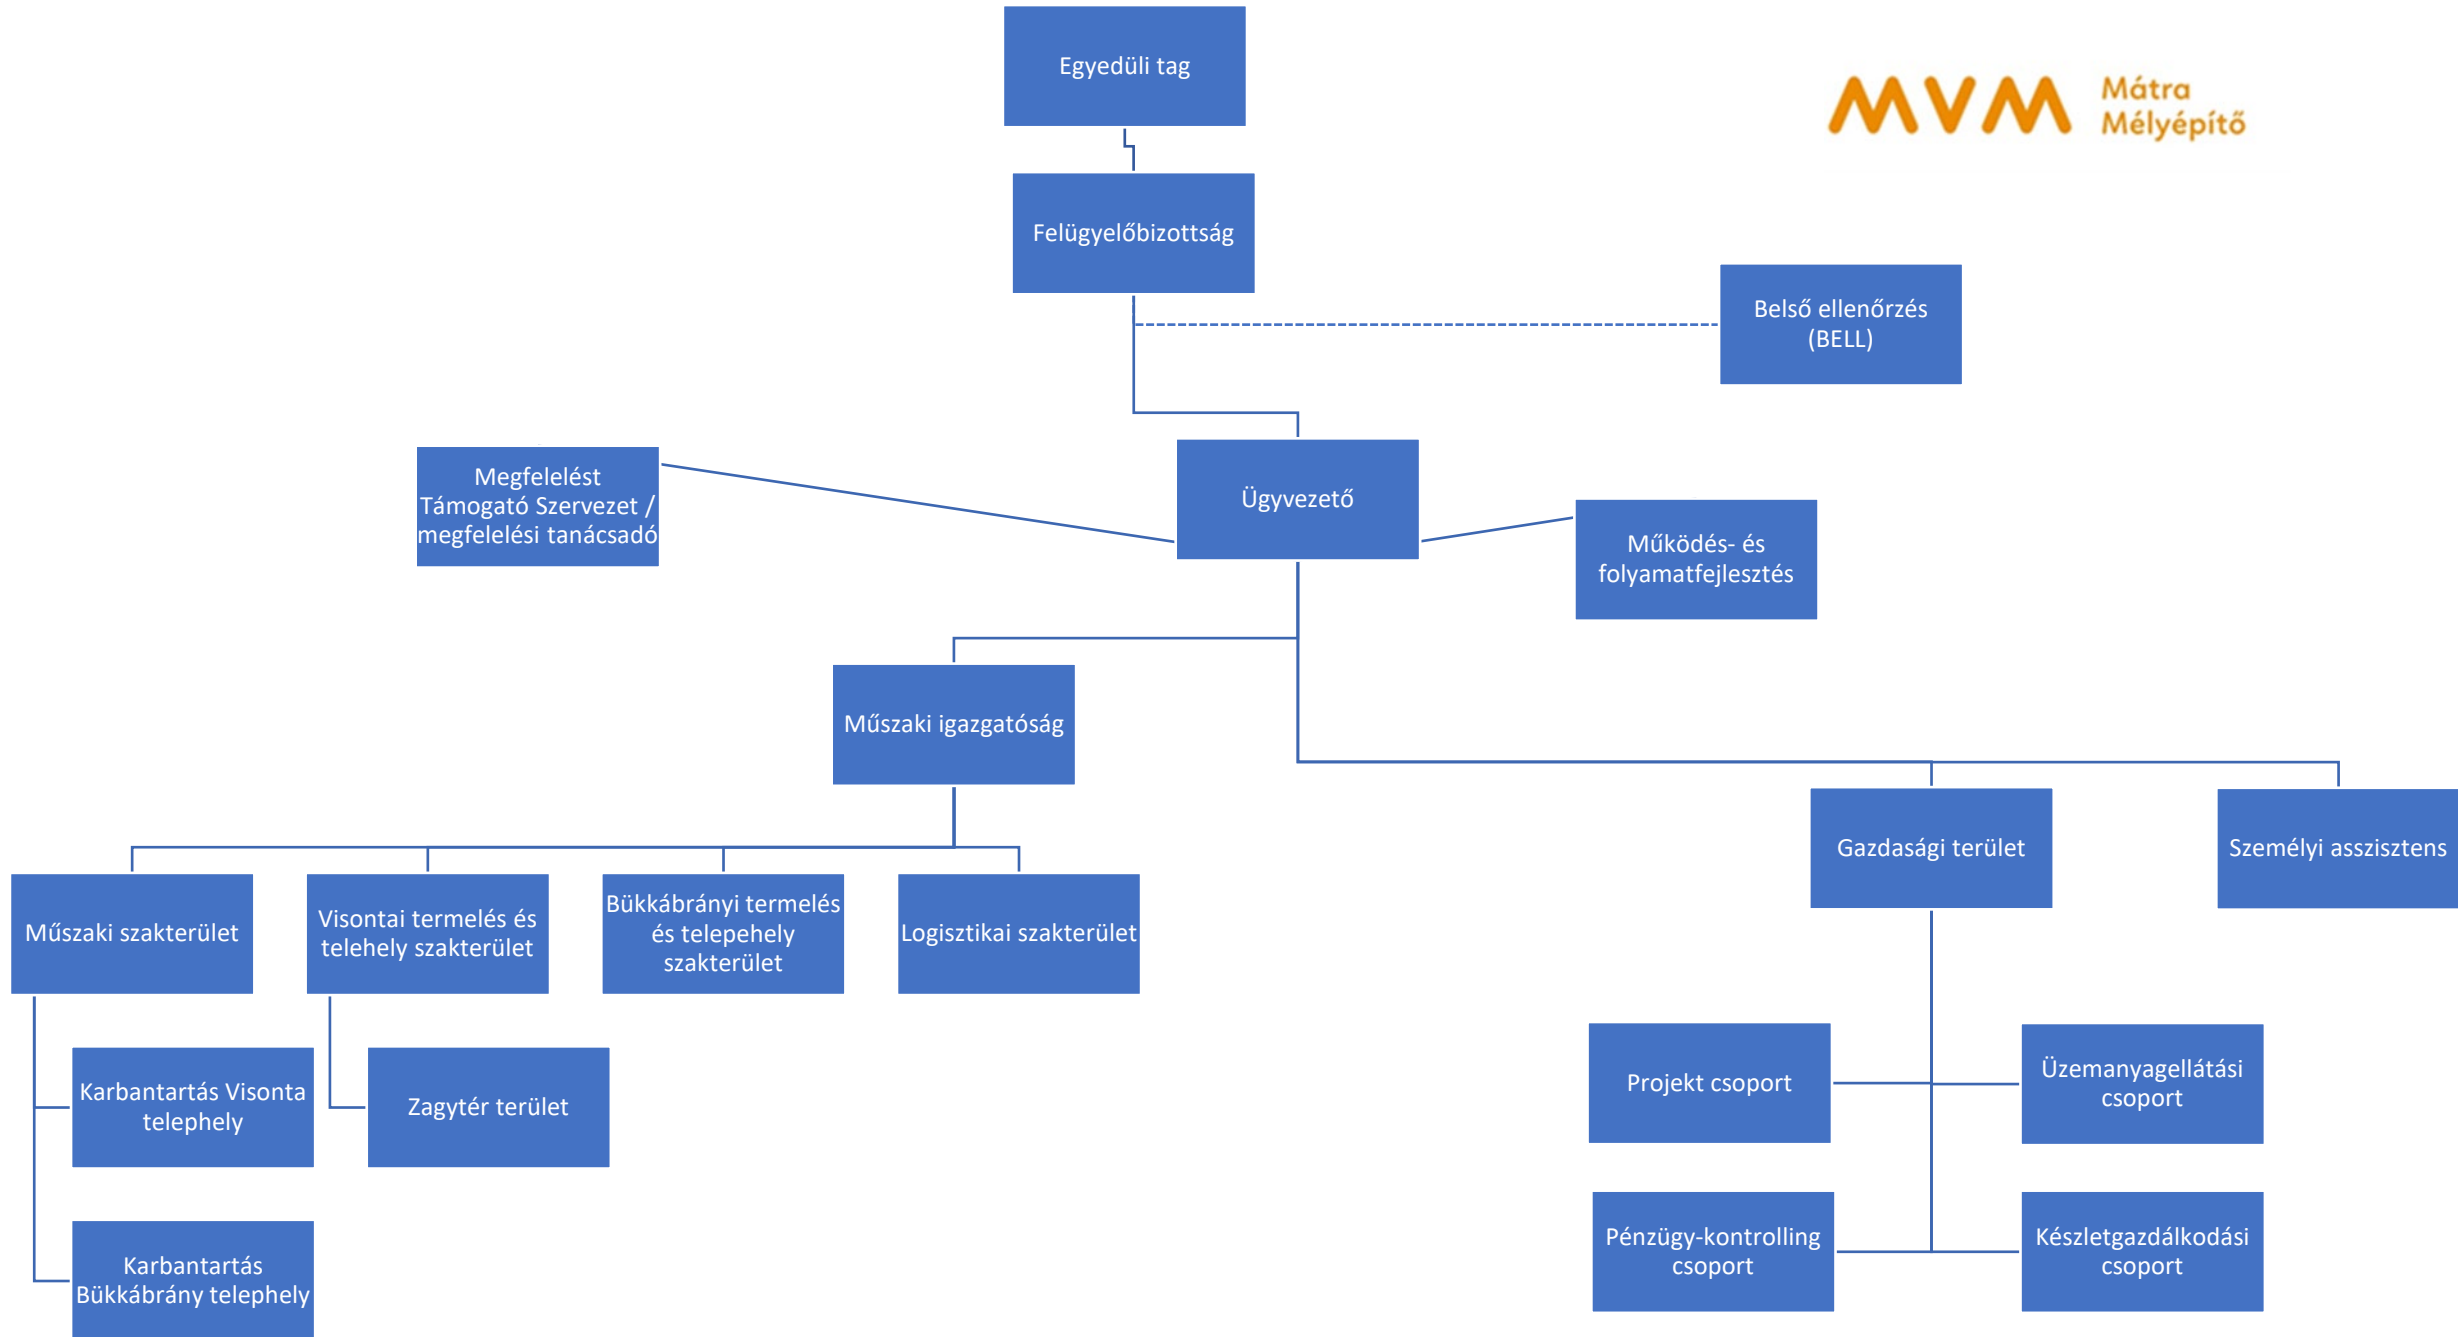 Egyedüli tag
MVM
Mátra
Mélyépítő
Felügyelőbizottság
Belső ellenőrzés
(BELL)
Megfelelést
Támogató Szervezet /
megfelelési tanácsadó
Ügyvezető
Működés- és
folyamatfejlesztés
Műszaki igazgatóság
Gazdasági terület
Személyi asszisztens
Műszaki szakterület
Visontai termelés és
telehely szakterület
Bükkábrányi termelés
és telepehely
szakterület
Logisztikai szakterület
Karbantartás Visonta
telephely
Zagytér terület
Projekt csoport
Üzemanyagellátási
csoport
Karbantartás
Bükkábrány telephely
Pénzügy-kontrolling
csoport
Készletgazdálkodási
csoport